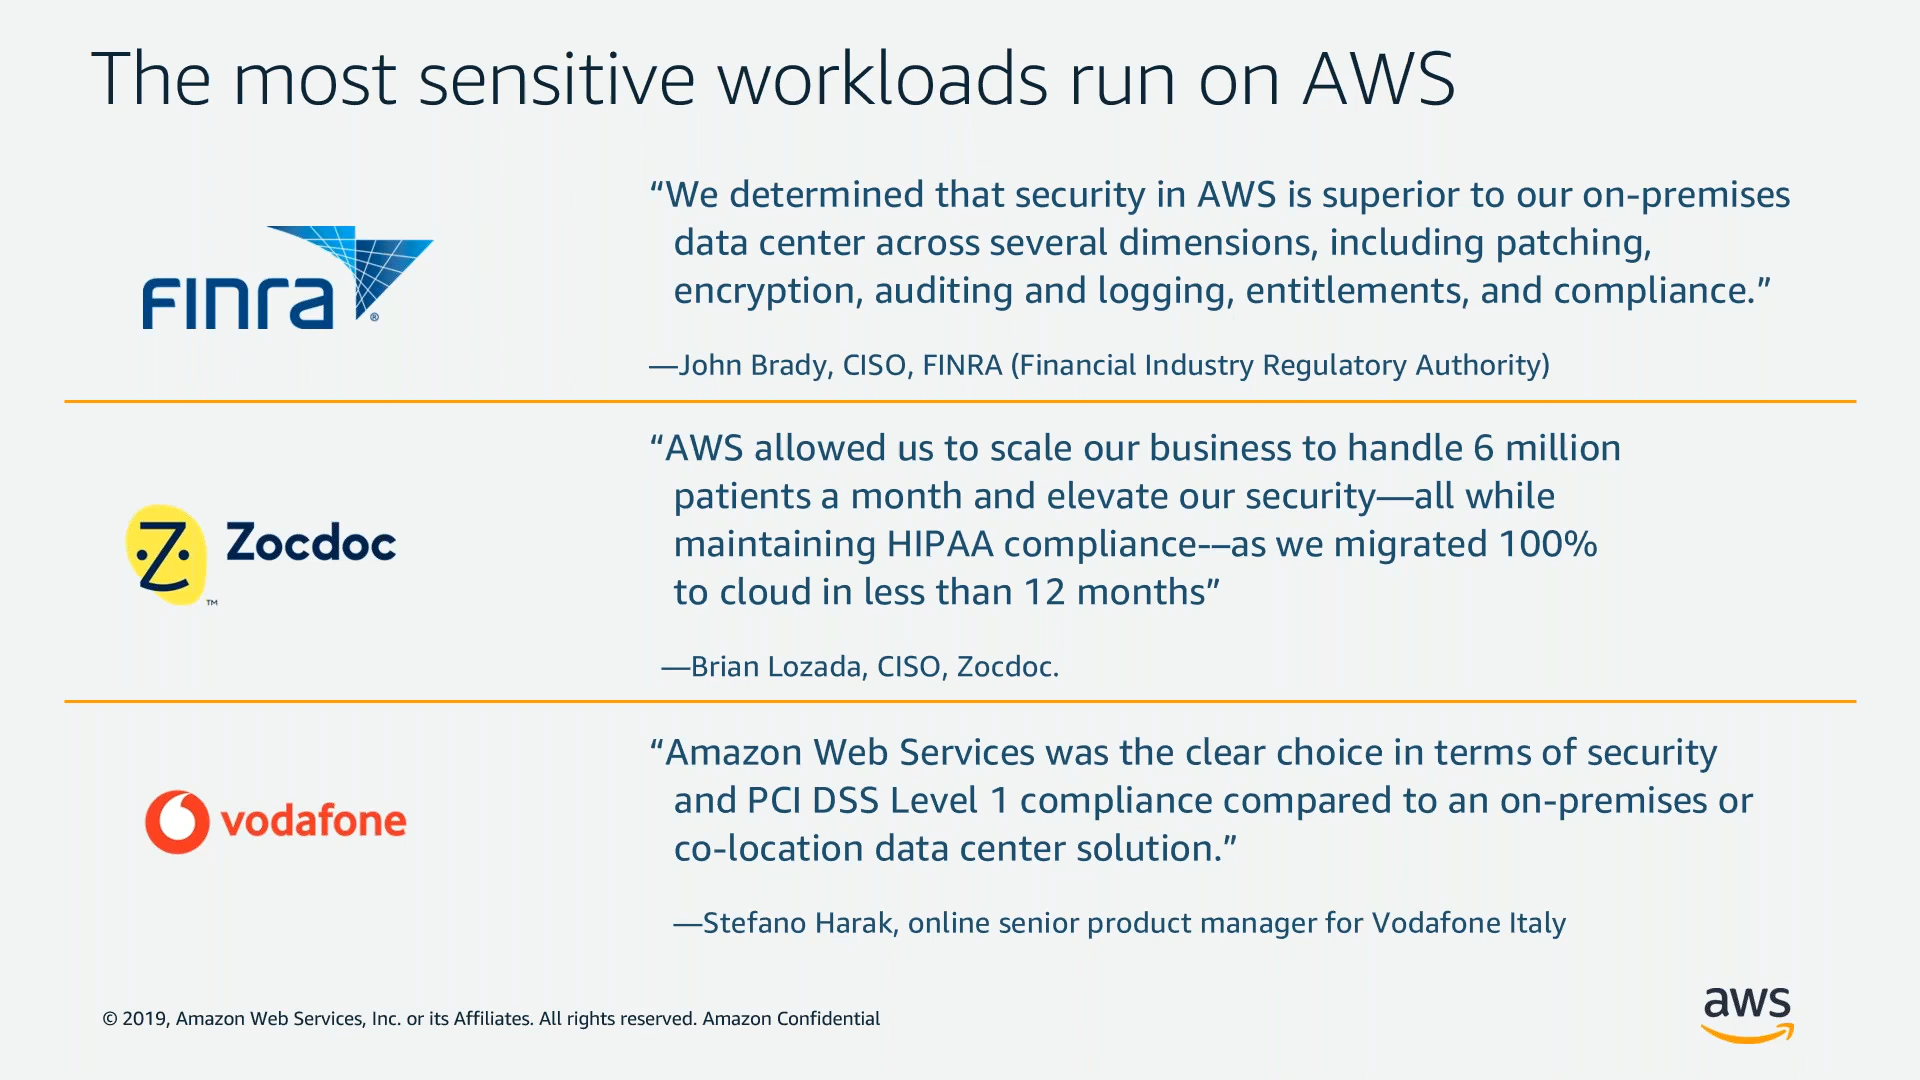 The most sensitive workloads run on AWS
“We determined that security in AWS is superior to our on-premises
data center across several dimensions, including patching,
encryption, auditing and logging, entitlements, and compliance.”
finra®
—John Brady, CISO, FINRA (Financial Industry Regulatory Authority)
“AWS allowed us to scale our business to handle 6 million
patients a month and elevate our security—all while
maintaining HIPAA compliance-–as we migrated 100%
to cloud in less than 12 months”
Zocdoc
™
—Brian Lozada, CISO, Zocdoc.
“Amazon Web Services was the clear choice in terms of security
and PCI DSS Level 1 compliance compared to an on-premises or
co-location data center solution.”
vodafone
—Stefano Harak, online senior product manager for Vodafone Italy
© 2019, Amazon Web Services, Inc. or its Affiliates. All rights reserved. Amazon Confidential
aws